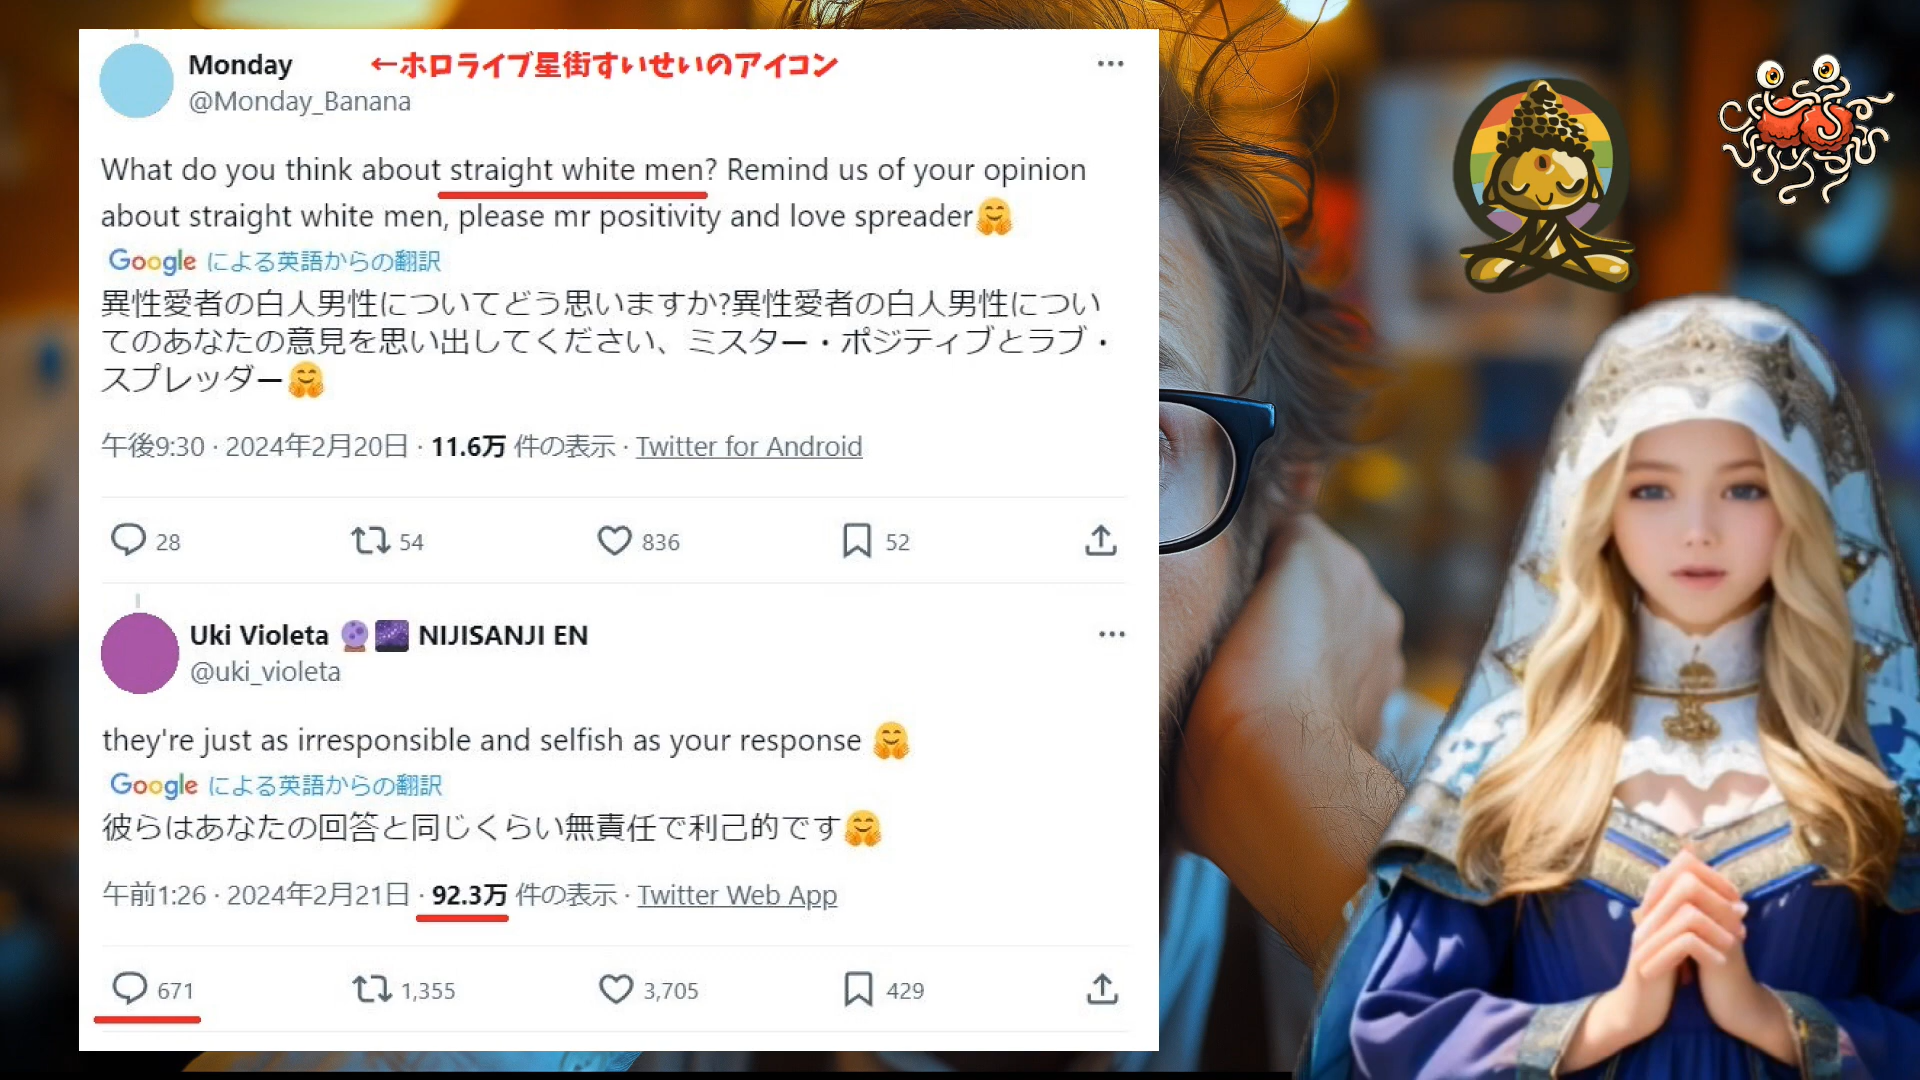 Monday
←ホロライブ星街すいせいのアイコン
@Monday_Banana
What do you think about straight white men? Remind us of your opinion
about straight white men, please mr positivity and love spreader🤗
Google による英語からの翻訳
異性愛者の白人男性についてどう思いますか?異性愛者の白人男性につい
てのあなたの意見を思い出してください、ミスター・ポジティブとラブ・
スプレッダー🤗
午後9:30 · 2024年2月20日 · 11.6万 件の表示 · Twitter for Android
28 54 836 52
Uki Violeta 🔮🌌 NIJISANJI EN
@uki_violeta
they're just as irresponsible and selfish as your response 🤗
Google による英語からの翻訳
彼らはあなたの回答と同じくらい無責任で利己的です🤗
午前1:26 · 2024年2月21日 · 92.3万 件の表示 · Twitter Web App
671 1,355 3,705 429